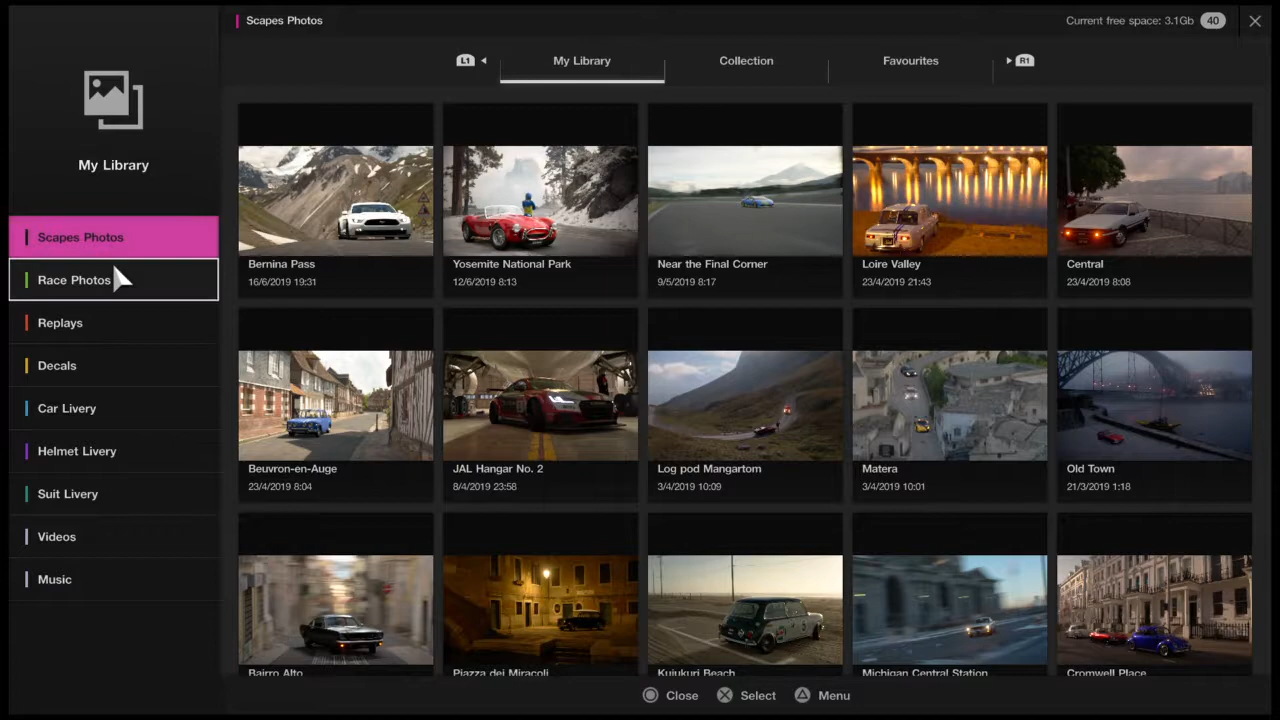 Scapes Photos
Current free space: 3.1Gb 40
My Library
L1 My Library Collection Favourites R1
Scapes Photos
Race Photos
Replays
Decals
Car Livery
Helmet Livery
Suit Livery
Videos
Music
Bernina Pass
16/6/2019 19:31
Yosemite National Park
12/6/2019 8:13
Near the Final Corner
9/5/2019 8:17
Loire Valley
23/4/2019 21:43
Central
23/4/2019 8:08
Beuvron-en-Auge
23/4/2019 8:04
JAL Hangar No. 2
8/4/2019 23:58
Log pod Mangartom
3/4/2019 10:09
Matera
3/4/2019 10:01
Old Town
21/3/2019 1:18
Bairro Alto
Piazza dei Miracoli
Kujukuri Beach
Michigan Central Station
Cromwell Place
Close Select Menu